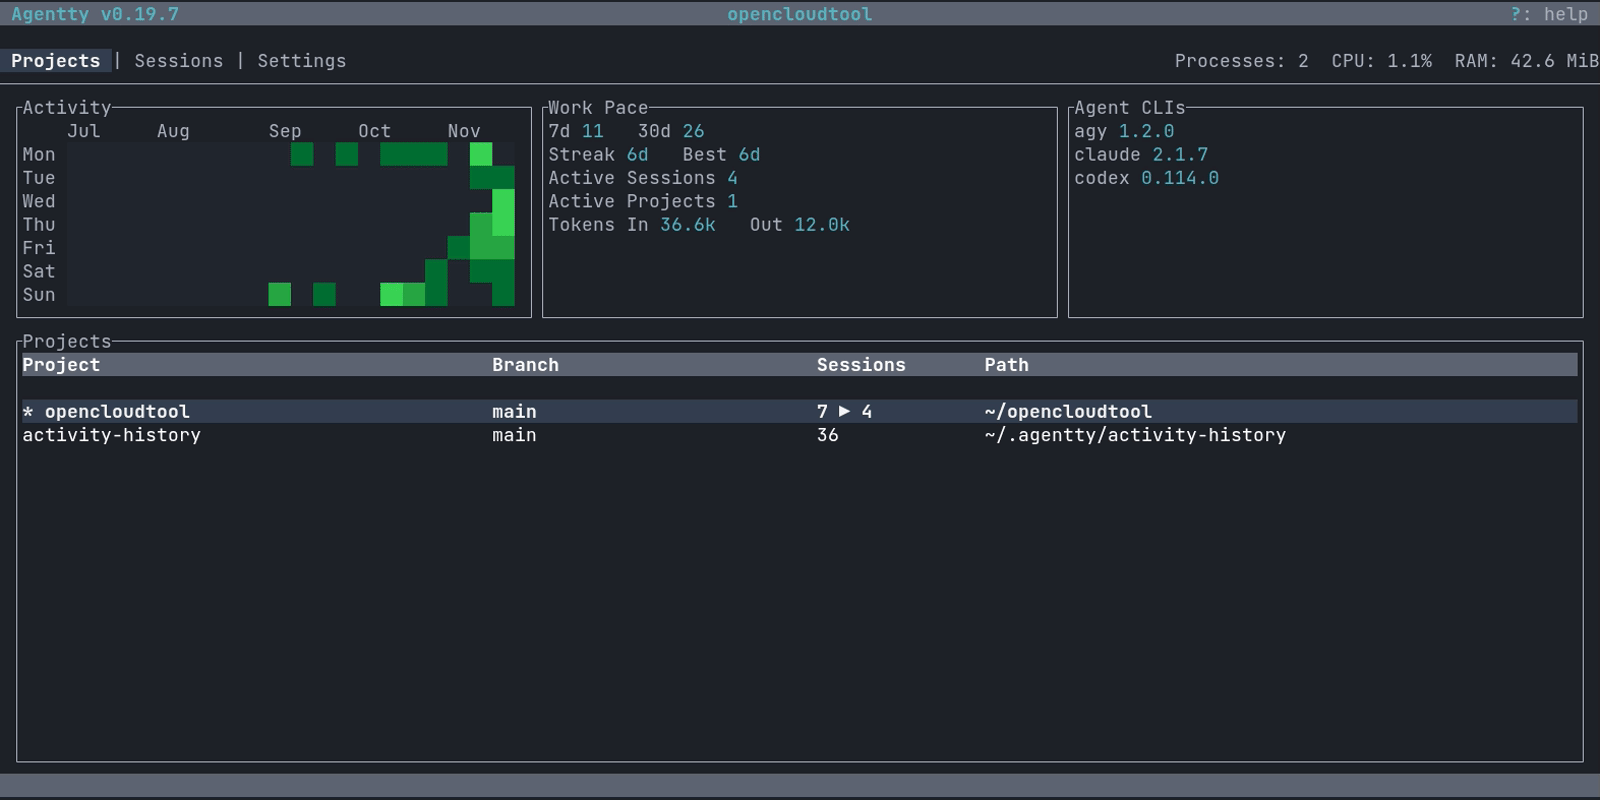 Agentty v0.19.7 opencloudtool ?: help
Projects | Sessions | Settings Processes: 2 CPU: 1.1% RAM: 42.6 MiB
Activity
Jul Aug Sep Oct Nov
Mon
Tue
Wed
Thu
Fri
Sat
Sun
Work Pace
7d 11 30d 26
Streak 6d Best 6d
Active Sessions 4
Active Projects 1
Tokens In 36.6k Out 12.0k
Agent CLIs
agy 1.2.0
claude 2.1.7
codex 0.114.0
Projects
Project Branch Sessions Path
* opencloudtool main 7 ► 4 ~/opencloudtool
activity-history main 36 ~/.agentty/activity-history